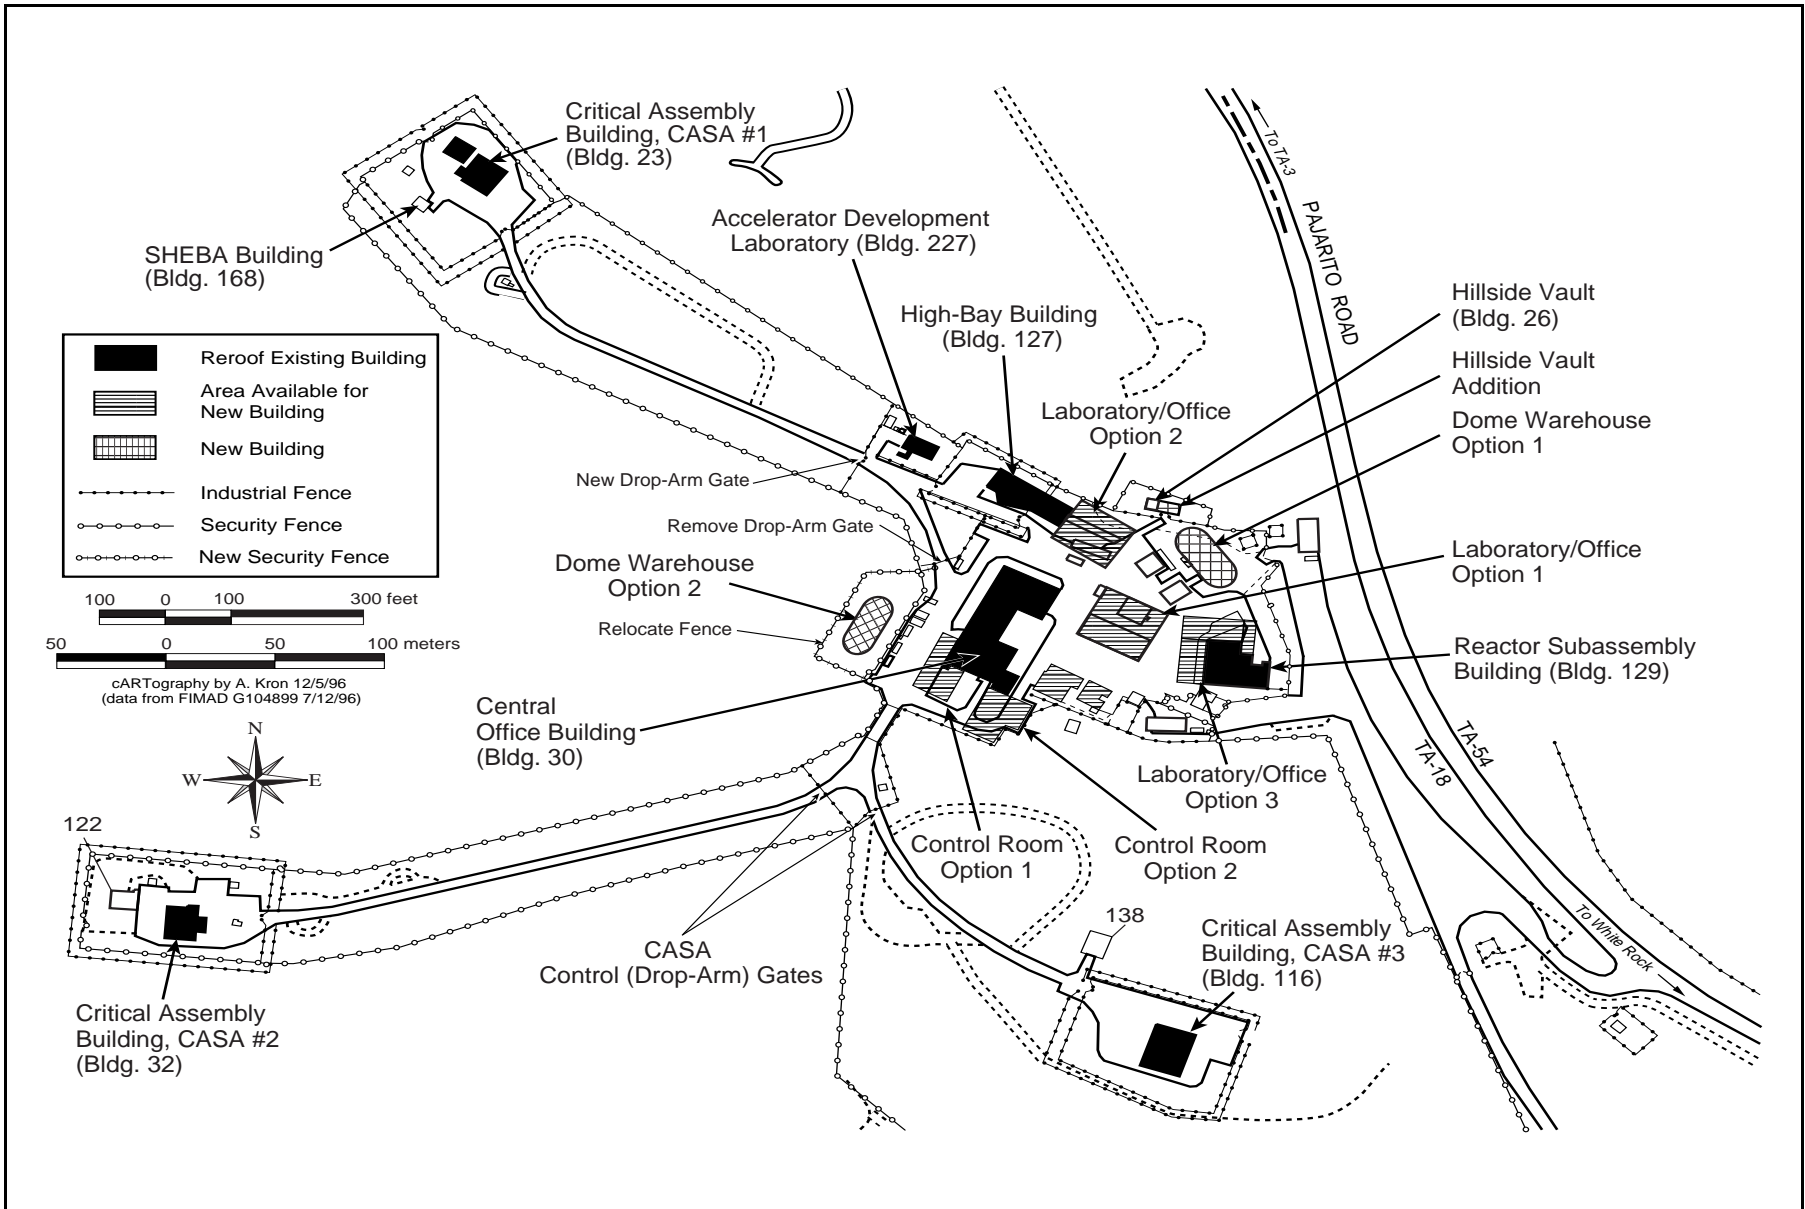 Critical Assembly
Building, CASA #1
(Bldg. 23)
To TA-3
PAJARITO ROAD
Accelerator Development
Laboratory (Bldg. 227)
SHEBA Building
(Bldg. 168)
High-Bay Building
(Bldg. 127)
Hillside Vault
(Bldg. 26)
Hillside Vault
Addition
Dome Warehouse
Option 1
Laboratory/Office
Option 2
Reroof Existing Building
Area Available for
New Building
New Building
Industrial Fence
Security Fence
New Security Fence
New Drop-Arm Gate
Remove Drop-Arm Gate
Dome Warehouse
Option 2
Relocate Fence
Laboratory/Office
Option 1
Reactor Subassembly
Building (Bldg. 129)
100 0 100 300 feet
50 0 50 100 meters
cARTography by A. Kron 12/5/96
(data from FIMAD G104899 7/12/96)
N
W E
S
Central
Office Building
(Bldg. 30)
TA-54
TA-18
Laboratory/Office
Option 3
Control Room
Option 1
Control Room
Option 2
122
138
To White Rock
Critical Assembly
Building, CASA #3
(Bldg. 116)
CASA
Control (Drop-Arm) Gates
Critical Assembly
Building, CASA #2
(Bldg. 32)